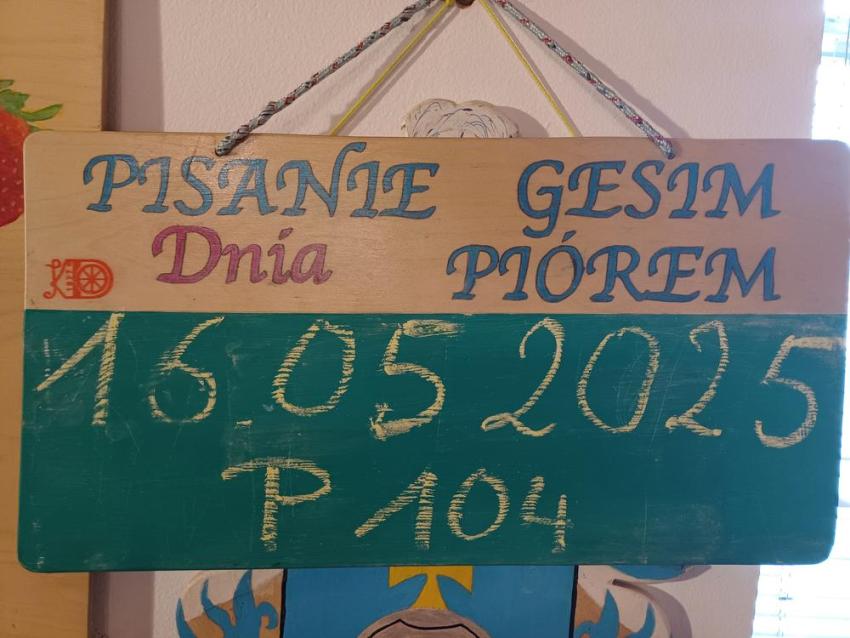 PISANIE GESIM
Dnia PIÓREM
16.05 2025
P 104